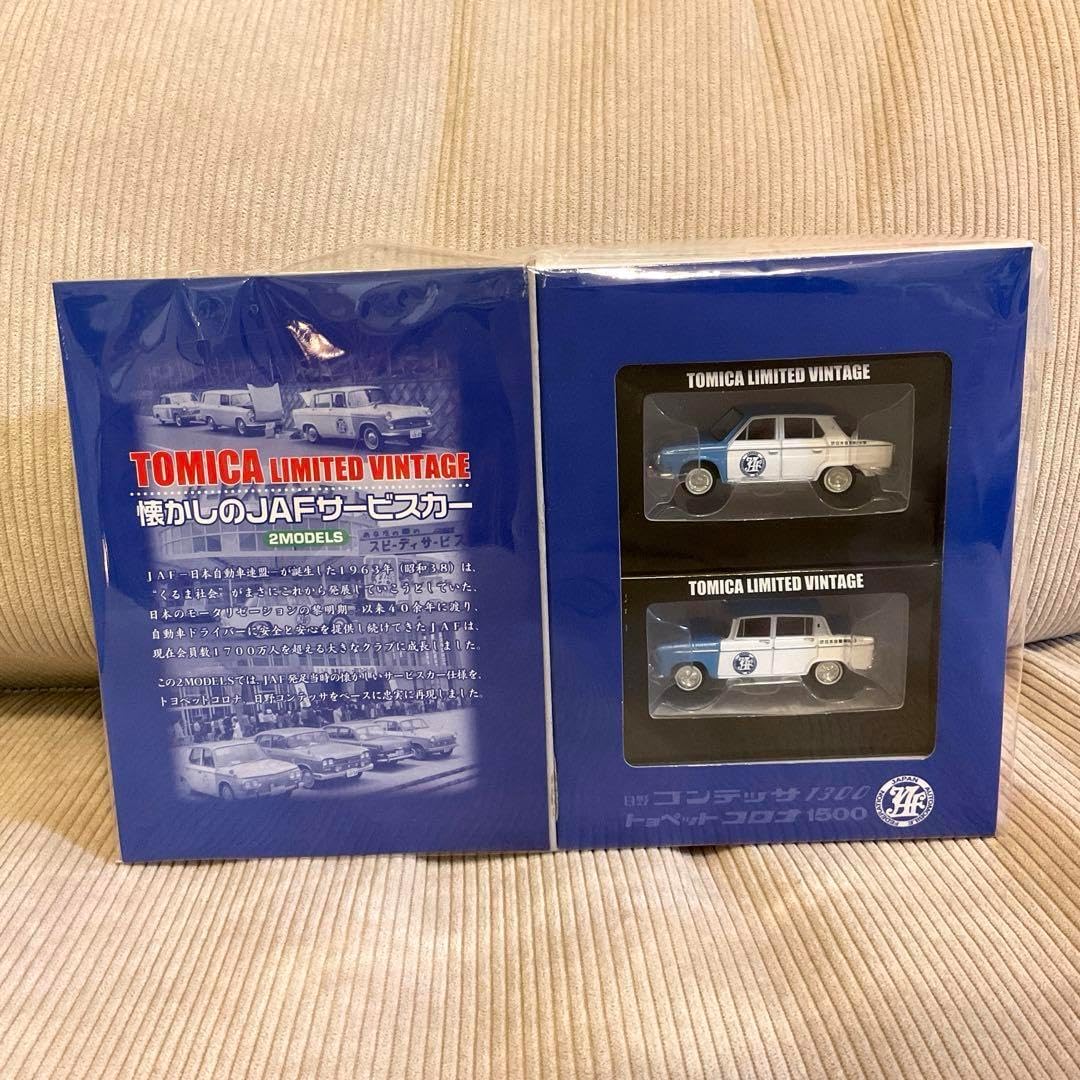 TOMICA LIMITED VINTAGE
懐かしのJAFサービスカー
2MODELS
スピーディサービス
JAF－日本自動車連盟－が誕生した1963年（昭和38）は、
“くるま社会”がまさにこれから発展していこうとしていた、
日本のモータリゼーションの黎明期。以来40余年に渡り、
自動車ドライバーに安全と安心を提供し続けてきたJAFは、
現在会員数1700万人を超える大きなクラブに成長しました。
この2MODELSでは、JAF発足当時の懐かしいサービスカー仕様を、
トヨペットコロナ、日野コンテッサをベースに忠実に再現しました。
TOMICA LIMITED VINTAGE
TOMICA LIMITED VINTAGE
日野 コンテッサ 1300
トヨペット コロナ 1500
JAPAN
AUTOMOBILE
FEDERATION
JAF